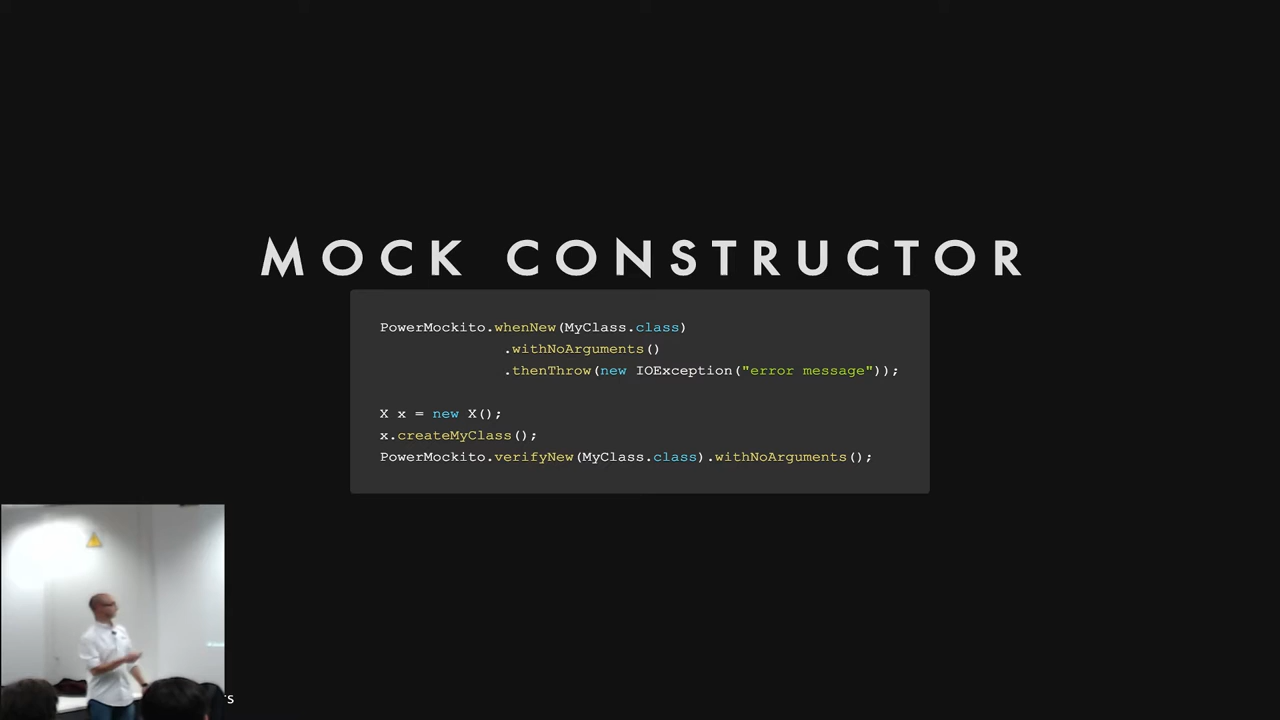 MOCK CONSTRUCTOR
PowerMockito.whenNew(MyClass.class)
.withNoArguments()
.thenThrow(new IOException("error message"));
X x = new X();
x.createMyClass();
PowerMockito.verifyNew(MyClass.class).withNoArguments();